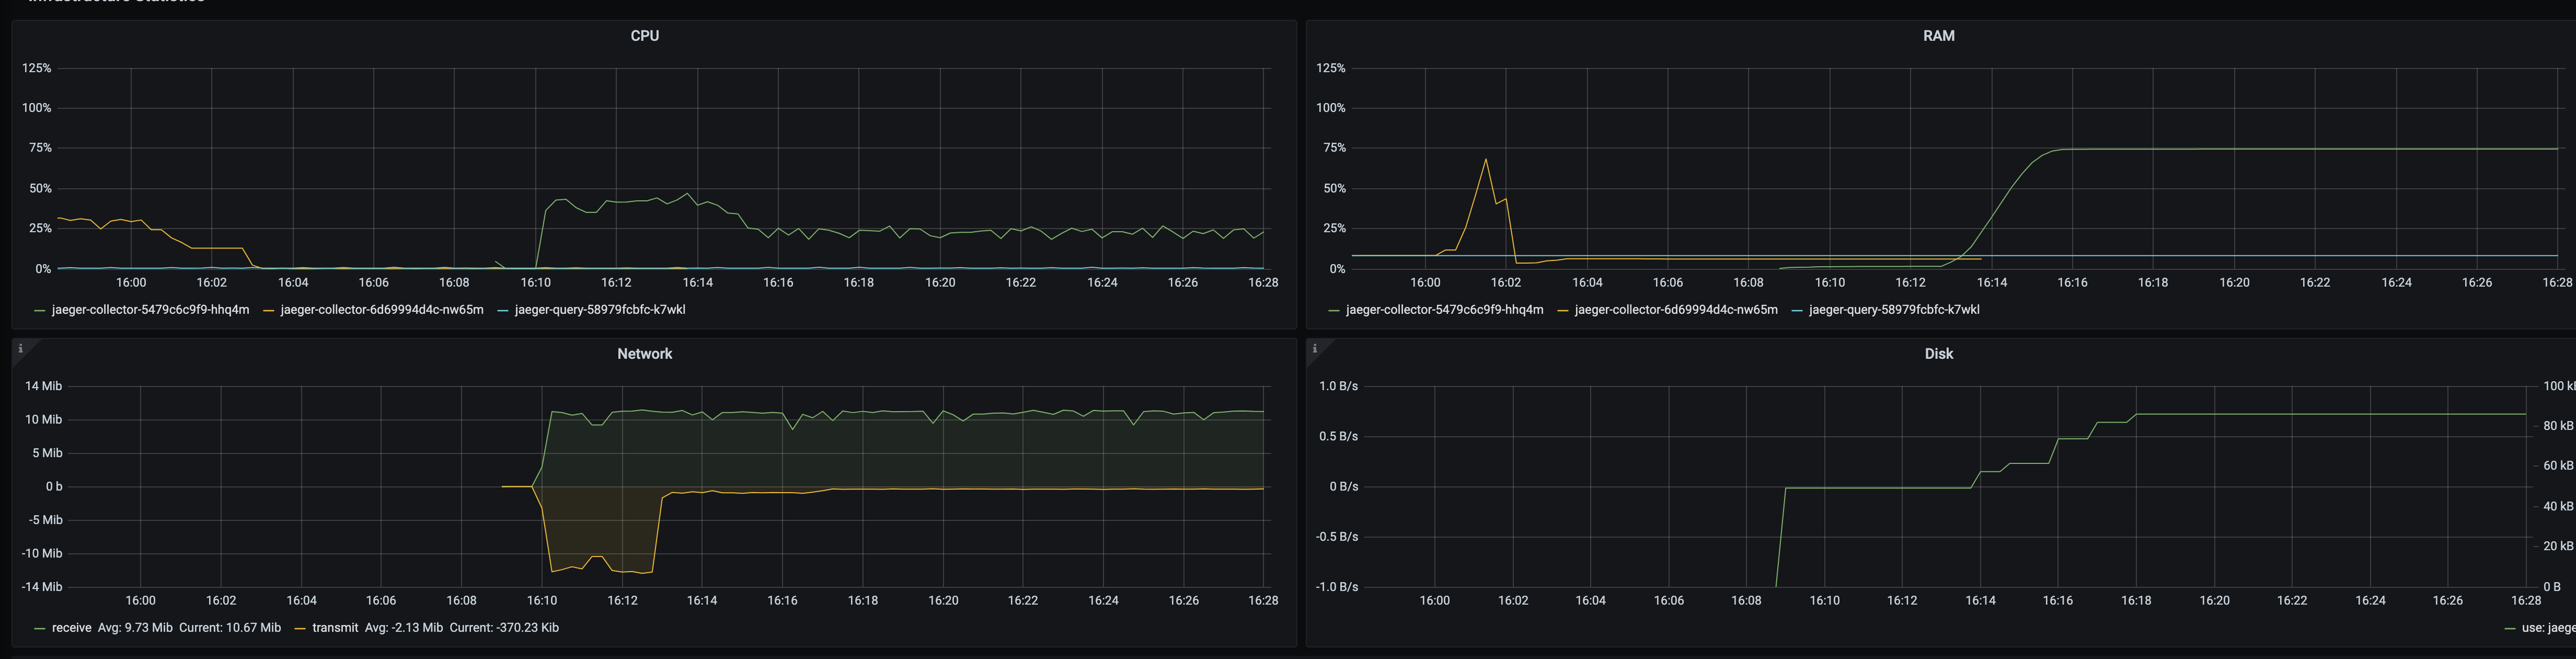 Infrastructure Statistics
CPU
125%
100%
75%
50%
25%
0%
16:00 16:02 16:04 16:06 16:08 16:10 16:12 16:14 16:16 16:18 16:20 16:22 16:24 16:26 16:28
jaeger-collector-5479c6c9f9-hhq4m jaeger-collector-6d69994d4c-nw65m jaeger-query-58979fcbfc-k7wkl
RAM
125%
100%
75%
50%
25%
0%
16:00 16:02 16:04 16:06 16:08 16:10 16:12 16:14 16:16 16:18 16:20 16:22 16:24 16:26 16:28
jaeger-collector-5479c6c9f9-hhq4m jaeger-collector-6d69994d4c-nw65m jaeger-query-58979fcbfc-k7wkl
i
Network
14 Mib
10 Mib
5 Mib
0 b
-5 Mib
-10 Mib
-14 Mib
16:00 16:02 16:04 16:06 16:08 16:10 16:12 16:14 16:16 16:18 16:20 16:22 16:24 16:26 16:28
receive Avg: 9.73 Mib Current: 10.67 Mib transmit Avg: -2.13 Mib Current: -370.23 Kib
i
Disk
1.0 B/s 100 k
0.5 B/s 80 kB
0 B/s 60 kB
-0.5 B/s 40 kB
-1.0 B/s 20 kB
0 B
16:00 16:02 16:04 16:06 16:08 16:10 16:12 16:14 16:16 16:18 16:20 16:22 16:24 16:26 16:28
use: jaege